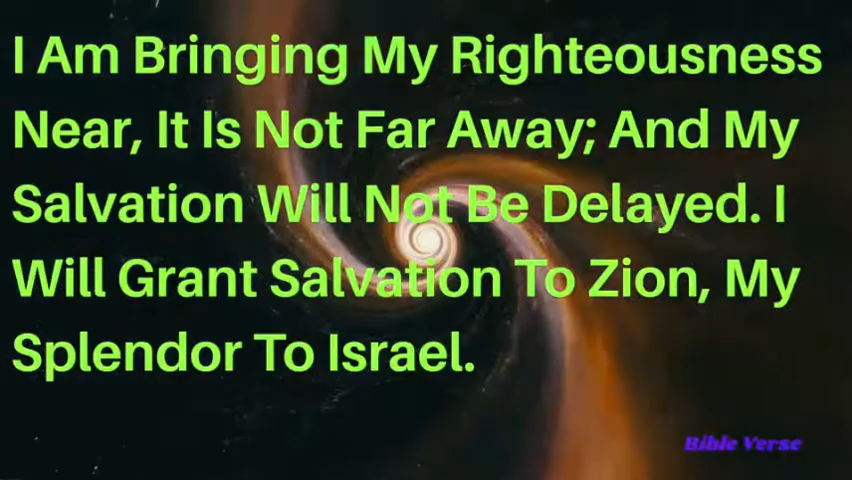 I Am Bringing My Righteousness
Near, It Is Not Far Away; And My
Salvation Will Not Be Delayed. I
Will Grant Salvation To Zion, My
Splendor To Israel.
Bible Verse